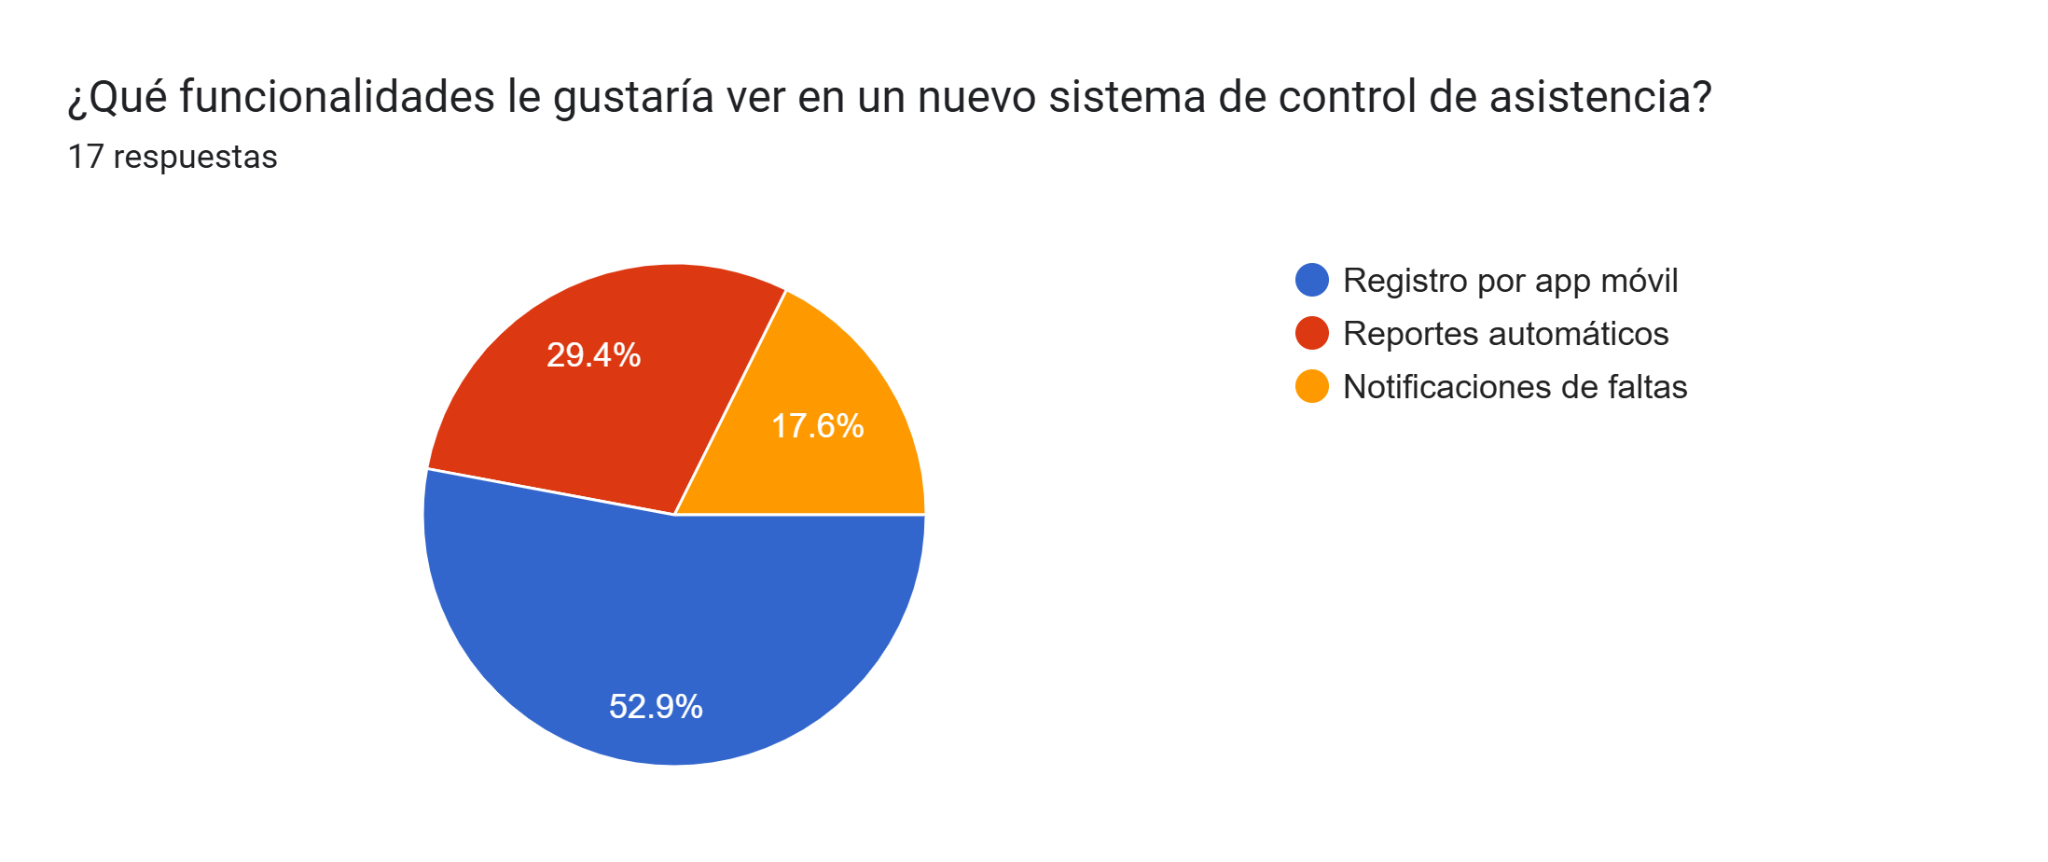 ¿Qué funcionalidades le gustaría ver en un nuevo sistema de control de asistencia?
17 respuestas
Registro por app móvil
Reportes automáticos
Notificaciones de faltas
29.4%
17.6%
52.9%